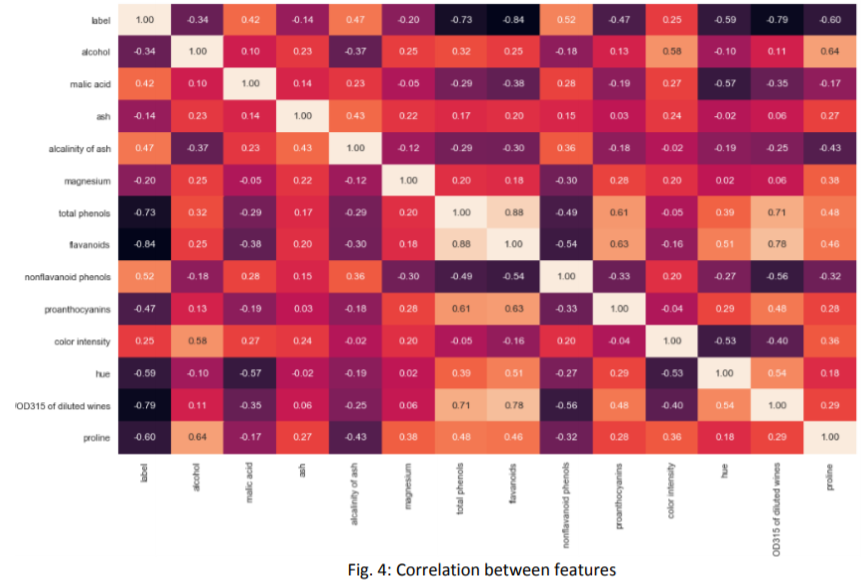 label 1.00 -0.34 0.42 -0.14 0.47 -0.20 -0.73 -0.84 0.52 -0.47 0.25 -0.59 -0.79 -0.60
alcohol -0.34 1.00 0.10 0.23 -0.37 0.25 0.32 0.25 -0.18 0.13 0.58 -0.10 0.11 0.64
malic acid 0.42 0.10 1.00 0.14 0.23 -0.05 -0.29 -0.38 0.28 -0.19 0.27 -0.57 -0.35 -0.17
ash -0.14 0.23 0.14 1.00 0.43 0.22 0.17 0.20 0.15 0.03 0.24 -0.02 0.06 0.27
alcalinity of ash 0.47 -0.37 0.23 0.43 1.00 -0.12 -0.29 -0.30 0.36 -0.18 -0.02 -0.19 -0.25 -0.43
magnesium -0.20 0.25 -0.05 0.22 -0.12 1.00 0.20 0.18 -0.30 0.28 0.20 0.02 0.06 0.38
total phenols -0.73 0.32 -0.29 0.17 -0.29 0.20 1.00 0.88 -0.49 0.61 -0.05 0.39 0.71 0.48
flavanoids -0.84 0.25 -0.38 0.20 -0.30 0.18 0.88 1.00 -0.54 0.63 -0.16 0.51 0.78 0.46
nonflavanoid phenols 0.52 -0.18 0.28 0.15 0.36 -0.30 -0.49 -0.54 1.00 -0.33 0.20 -0.27 -0.56 -0.32
proanthocyanins -0.47 0.13 -0.19 0.03 -0.18 0.28 0.61 0.63 -0.33 1.00 -0.04 0.29 0.48 0.28
color intensity 0.25 0.58 0.27 0.24 -0.02 0.20 -0.05 -0.16 0.20 -0.04 1.00 -0.53 -0.40 0.36
hue -0.59 -0.10 -0.57 -0.02 -0.19 0.02 0.39 0.51 -0.27 0.29 -0.53 1.00 0.54 0.18
/OD315 of diluted wines -0.79 0.11 -0.35 0.06 -0.25 0.06 0.71 0.78 -0.56 0.48 -0.40 0.54 1.00 0.29
proline -0.60 0.64 -0.17 0.27 -0.43 0.38 0.48 0.46 -0.32 0.28 0.36 0.18 0.29 1.00
label
alcohol
malic acid
ash
alcalinity of ash
magnesium
total phenols
flavanoids
nonflavanoid phenols
proanthocyanins
color intensity
hue
OD315 of diluted wines
proline
Fig. 4: Correlation between features